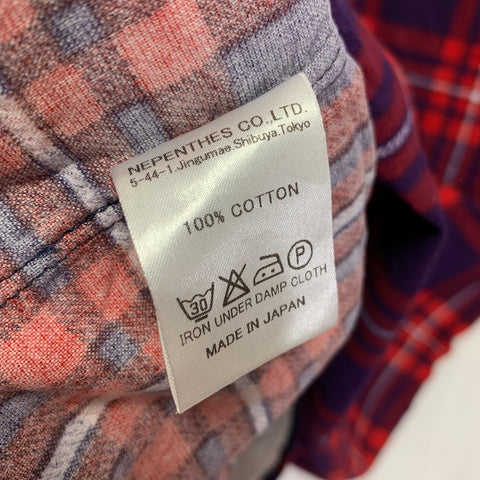 NEPENTHES CO.,LTD.
5-44-1.Jingumae.Shibuya.Tokyo
100% COTTON
30 P
IRON UNDER DAMP CLOTH
MADE IN JAPAN